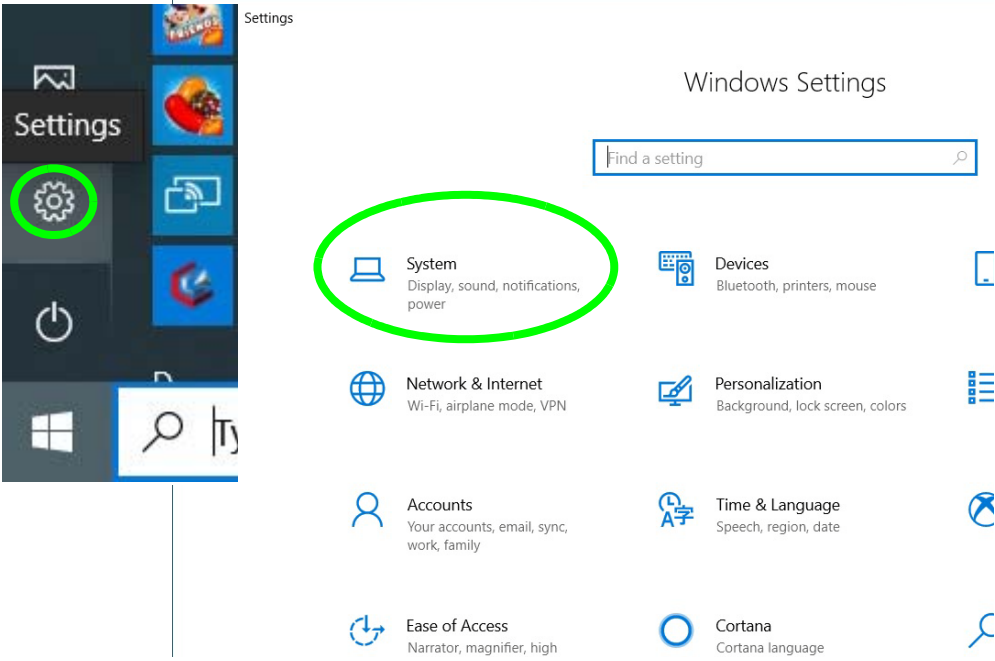 Settings
FRIENDS
Settings
Windows Settings
Find a setting
System
Display, sound, notifications,
power
Devices
Bluetooth, printers, mouse
Network & Internet
Wi-Fi, airplane mode, VPN
Personalization
Background, lock screen, colors
Accounts
Your accounts, email, sync,
work, family
Time & Language
Speech, region, date
Ease of Access
Narrator, magnifier, high
Cortana
Cortana language